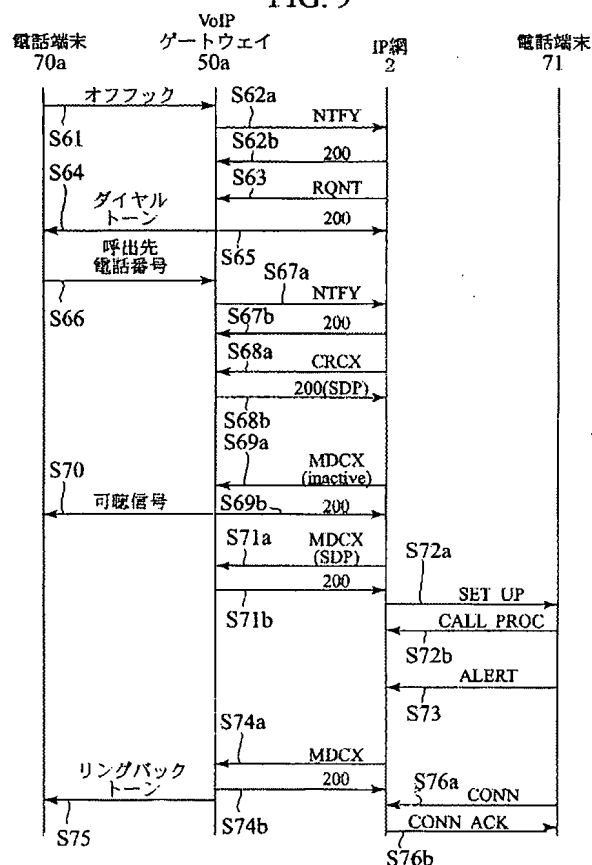 FIG. 9
電話端末
70a
VoIP
ゲートウェイ
50a
IP網
2
電話端末
71
オフフック
S61
S62a
NTFY
S62b
200
S63
RQNT
S64
ダイヤル
トーン
200
S65
呼出先
電話番号
S66
S67a
NTFY
S67b
200
S68a
CRCX
200(SDP)
S68b
S69a
MDCX
(inactive)
S70
可聴信号
S69b
200
S71a
MDCX
(SDP)
200
S71b
S72a
SET UP
CALL PROC
S72b
ALERT
S73
S74a
MDCX
リングバック
トーン
200
S75
S74b
S76a
CONN
CONN ACK
S76b